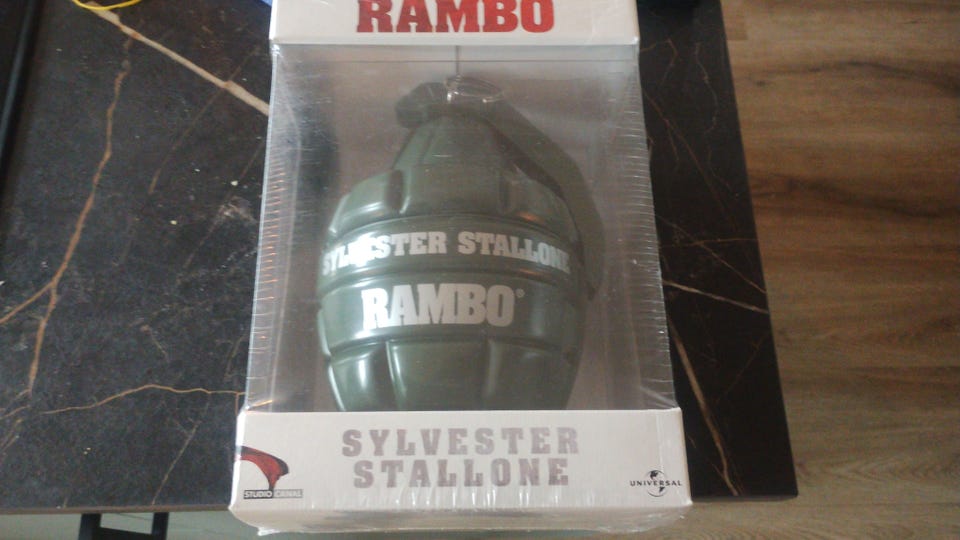 RAMBO
SYLVESTER STALLONE
RAMBO®
SYLVESTER
STALLONE
STUDIO CANAL
UNIVERSAL